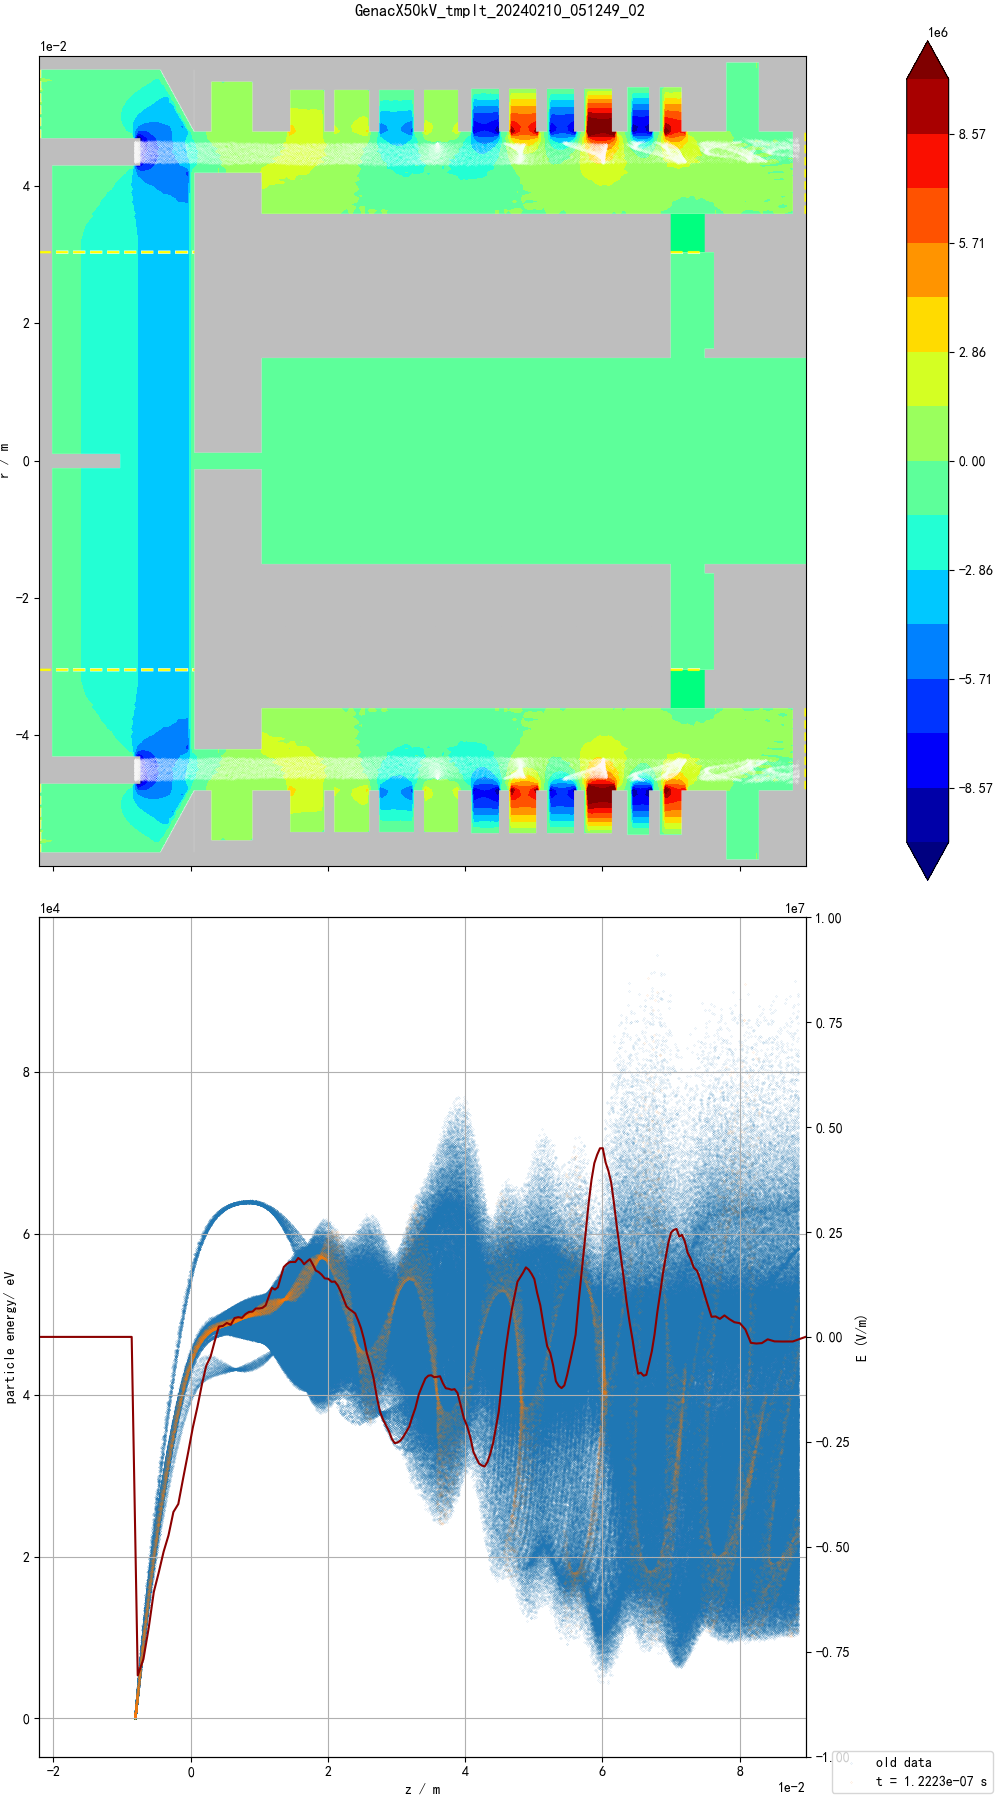 GenacX50kV_tmplt_20240210_051249_02
1e-2
1e6
4
2
0
−2
−4
r / m
8.57
5.71
2.86
0.00
−2.86
−5.71
−8.57
1e4
1e7
8
6
4
2
0
particle energy/ eV
1.00
0.75
0.50
0.25
0.00
−0.25
−0.50
−0.75
−1.00
E (V/m)
−2
0
2
4
6
8
z / m
1e-2
old data
t = 1.2223e-07 s